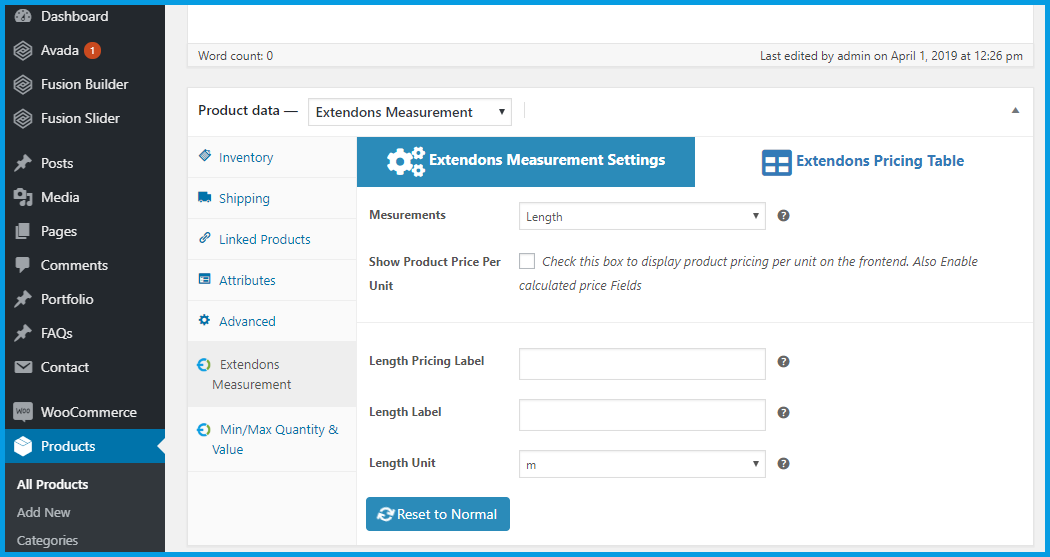 Dashboard
Avada 1
Fusion Builder
Fusion Slider
Posts
Media
Pages
Comments
Portfolio
FAQs
Contact
WOO WooCommerce
Products
All Products
Add New
Categories
Word count: 0
Last edited by admin on April 1, 2019 at 12:26 pm
Product data — Extendons Measurement
Inventory
Shipping
Linked Products
Attributes
Advanced
Extendons
Measurement
Min/Max Quantity &
Value
Extendons Measurement Settings
Extendons Pricing Table
Mesurements
Length
?
Show Product Price Per
Unit
Check this box to display product pricing per unit on the frontend. Also Enable
calculated price Fields
Length Pricing Label
?
Length Label
?
Length Unit
m
?
Reset to Normal